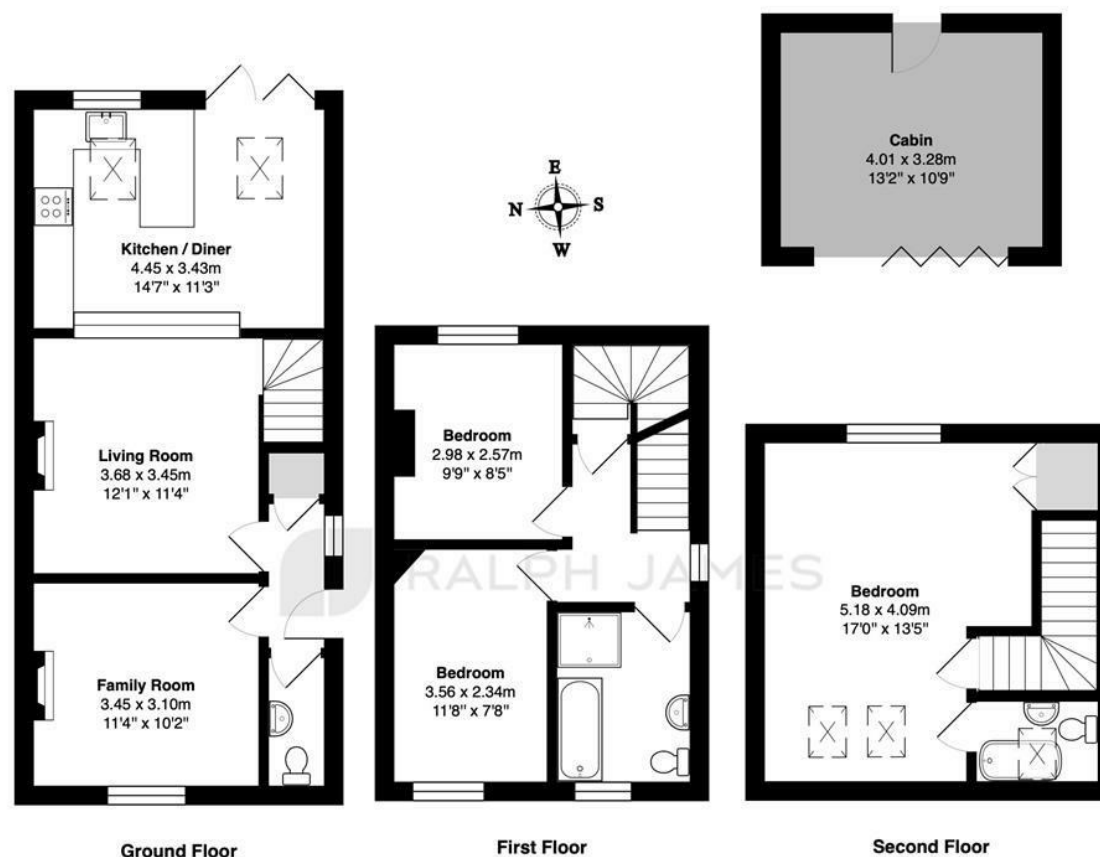 Cabin
4.01 x 3.28m
13'2" x 10'9"
E
N
S
W
Kitchen / Diner
4.45 x 3.43m
14'7" x 11'3"
Living Room
3.68 x 3.45m
12'1" x 11'4"
Family Room
3.45 x 3.10m
11'4" x 10'2"
Ground Floor
Bedroom
2.98 x 2.57m
9'9" x 8'5"
Bedroom
3.56 x 2.34m
11'8" x 7'8"
First Floor
Bedroom
5.18 x 4.09m
17'0" x 13'5"
Second Floor
RALPH JAMES